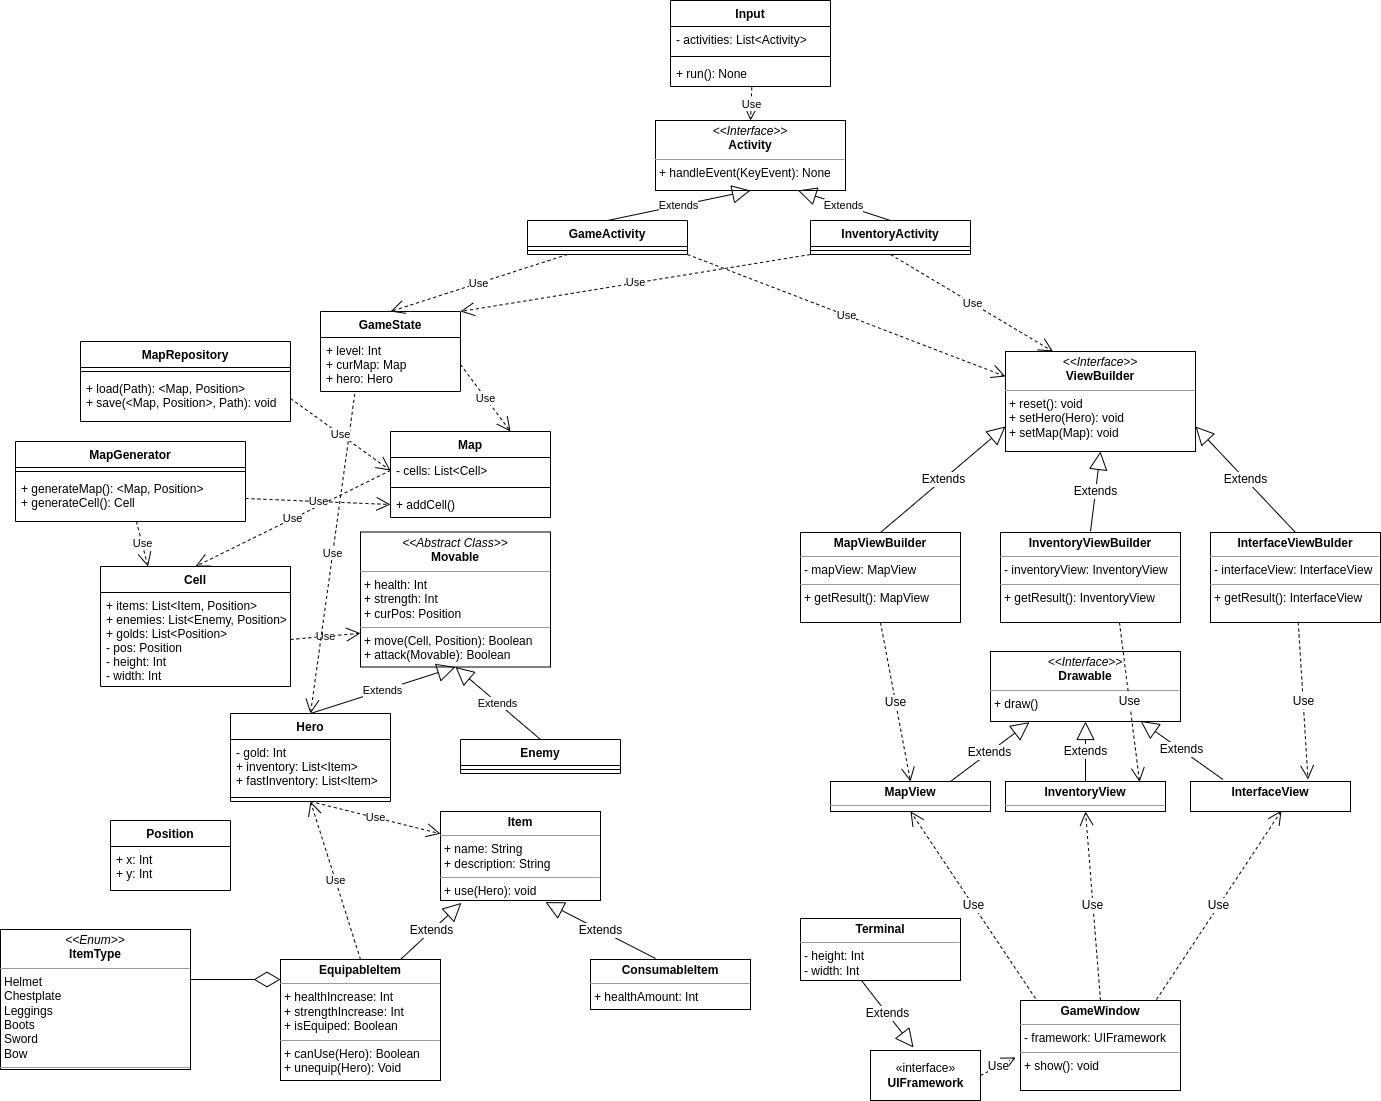 Input
- activities: List<Activity>
+ run(): None
Use
<<Interface>>
Activity
+ handleEvent(KeyEvent): None
Extends
Extends
GameActivity
InventoryActivity
Use
Use
Use
Use
GameState
+ level: Int
+ curMap: Map
+ hero: Hero
MapRepository
+ load(Path): <Map, Position>
+ save(<Map, Position>, Path): void
Use
Use
<<Interface>>
ViewBuilder
+ reset(): void
+ setHero(Hero): void
+ setMap(Map): void
MapGenerator
+ generateMap(): <Map, Position>
+ generateCell(): Cell
Map
- cells: List<Cell>
+ addCell()
Use
Use
Use
Use
Extends
Extends
Extends
<<Abstract Class>>
Movable
+ health: Int
+ strength: Int
+ curPos: Position
+ move(Cell, Position): Boolean
+ attack(Movable): Boolean
Cell
+ items: List<Item, Position>
+ enemies: List<Enemy, Position>
+ golds: List<Position>
- pos: Position
- height: Int
- width: Int
Use
MapViewBuilder
- mapView: MapView
+ getResult(): MapView
InventoryViewBuilder
- inventoryView: InventoryView
+ getResult(): InventoryView
InterfaceViewBulder
- interfaceView: InterfaceView
+ getResult(): InterfaceView
Extends
Extends
<<Interface>>
Drawable
+ draw()
Use
Use
Use
Hero
- gold: Int
+ inventory: List<Item>
+ fastInventory: List<Item>
Enemy
Extends
Extends
Extends
MapView
InventoryView
InterfaceView
Use
Position
+ x: Int
+ y: Int
Item
+ name: String
+ description: String
+ use(Hero): void
Use
Extends
Extends
Use
Use
Use
<<Enum>>
ItemType
Helmet
Chestplate
Leggings
Boots
Sword
Bow
EquipableItem
+ healthIncrease: Int
+ strengthIncrease: Int
+ isEquiped: Boolean
+ canUse(Hero): Boolean
+ unequip(Hero): Void
ConsumableItem
+ healthAmount: Int
Terminal
- height: Int
- width: Int
Extends
GameWindow
- framework: UIFramework
+ show(): void
Use
«interface»
UIFramework